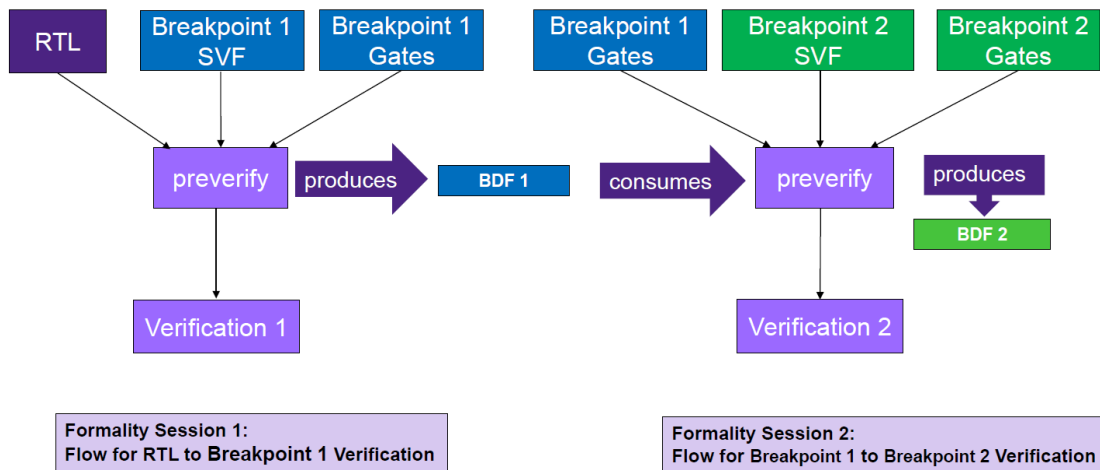 RTL
Breakpoint 1
SVF
Breakpoint 1
Gates
Breakpoint 1
Gates
Breakpoint 2
SVF
Breakpoint 2
Gates
preverify
produces
BDF 1
consumes
preverify
produces
BDF 2
Verification 1
Verification 2
Formality Session 1:
Flow for RTL to Breakpoint 1 Verification
Formality Session 2:
Flow for Breakpoint 1 to Breakpoint 2 Verification